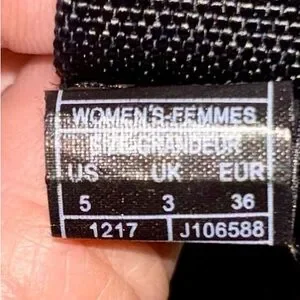 WOMEN'S-FEMMES
SIZE-GRANDEUR
US UK EUR
5 3 36
1217 J106588